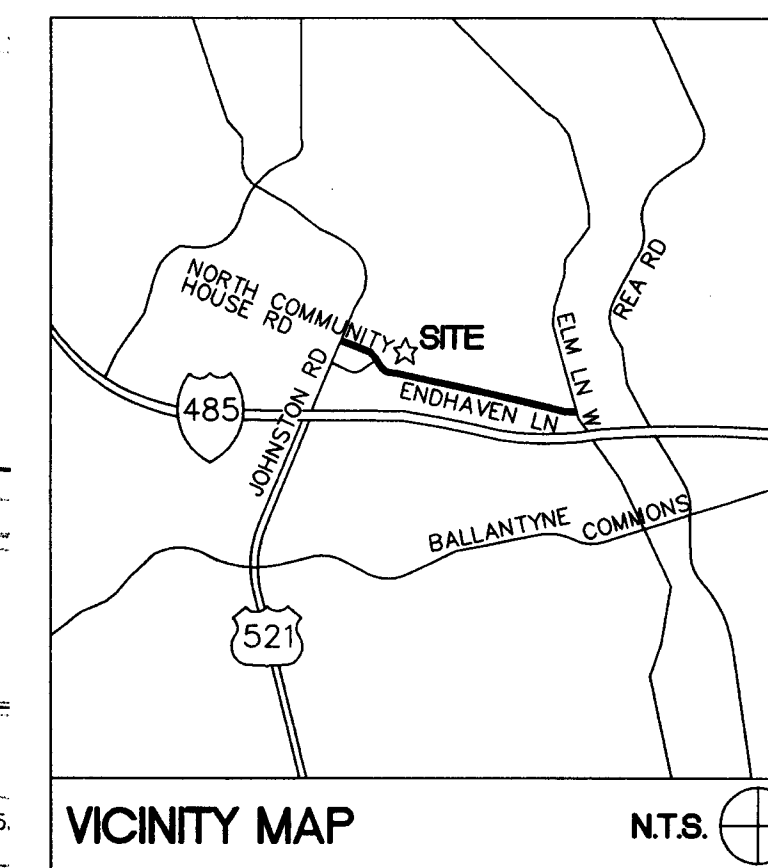 NORTH COMMUNITY
HOUSE RD
SITE
REA RD
ELM LN W
JOHNSTON RD
ENDHAVEN LN
485
BALLANTYNE COMMONS
521
VICINITY MAP
N.T.S.
5.